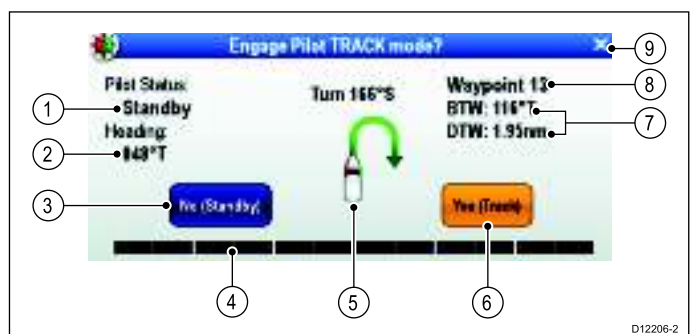 Engage Pilot TRACK mode?
9
Pilot Status:
Standby
Heading:
048°T
Turn 166°S
Waypoint 13
BTW: 116°T
DTW: 1.95nm
1
2
3
8
7
No (Standby)
Yes (Track)
4
5
6
D12206-2